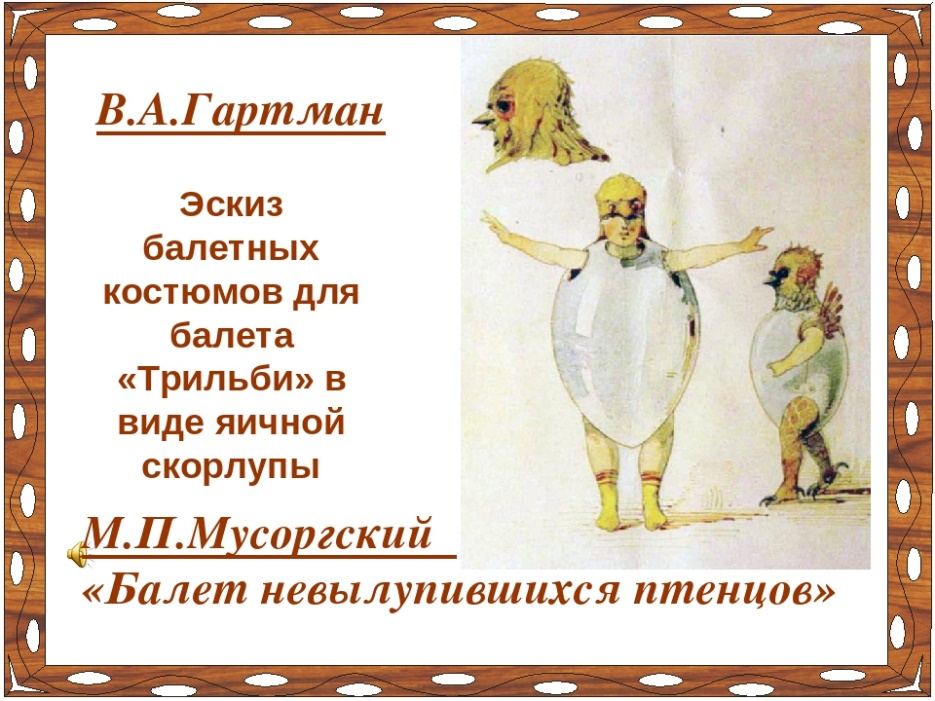 В.А.Гартман
Эскиз
балетных
костюмов для
балета
«Трильби» в
виде яичной
скорлупы
М.П.Мусоргский
«Балет невылупившихся птенцов»